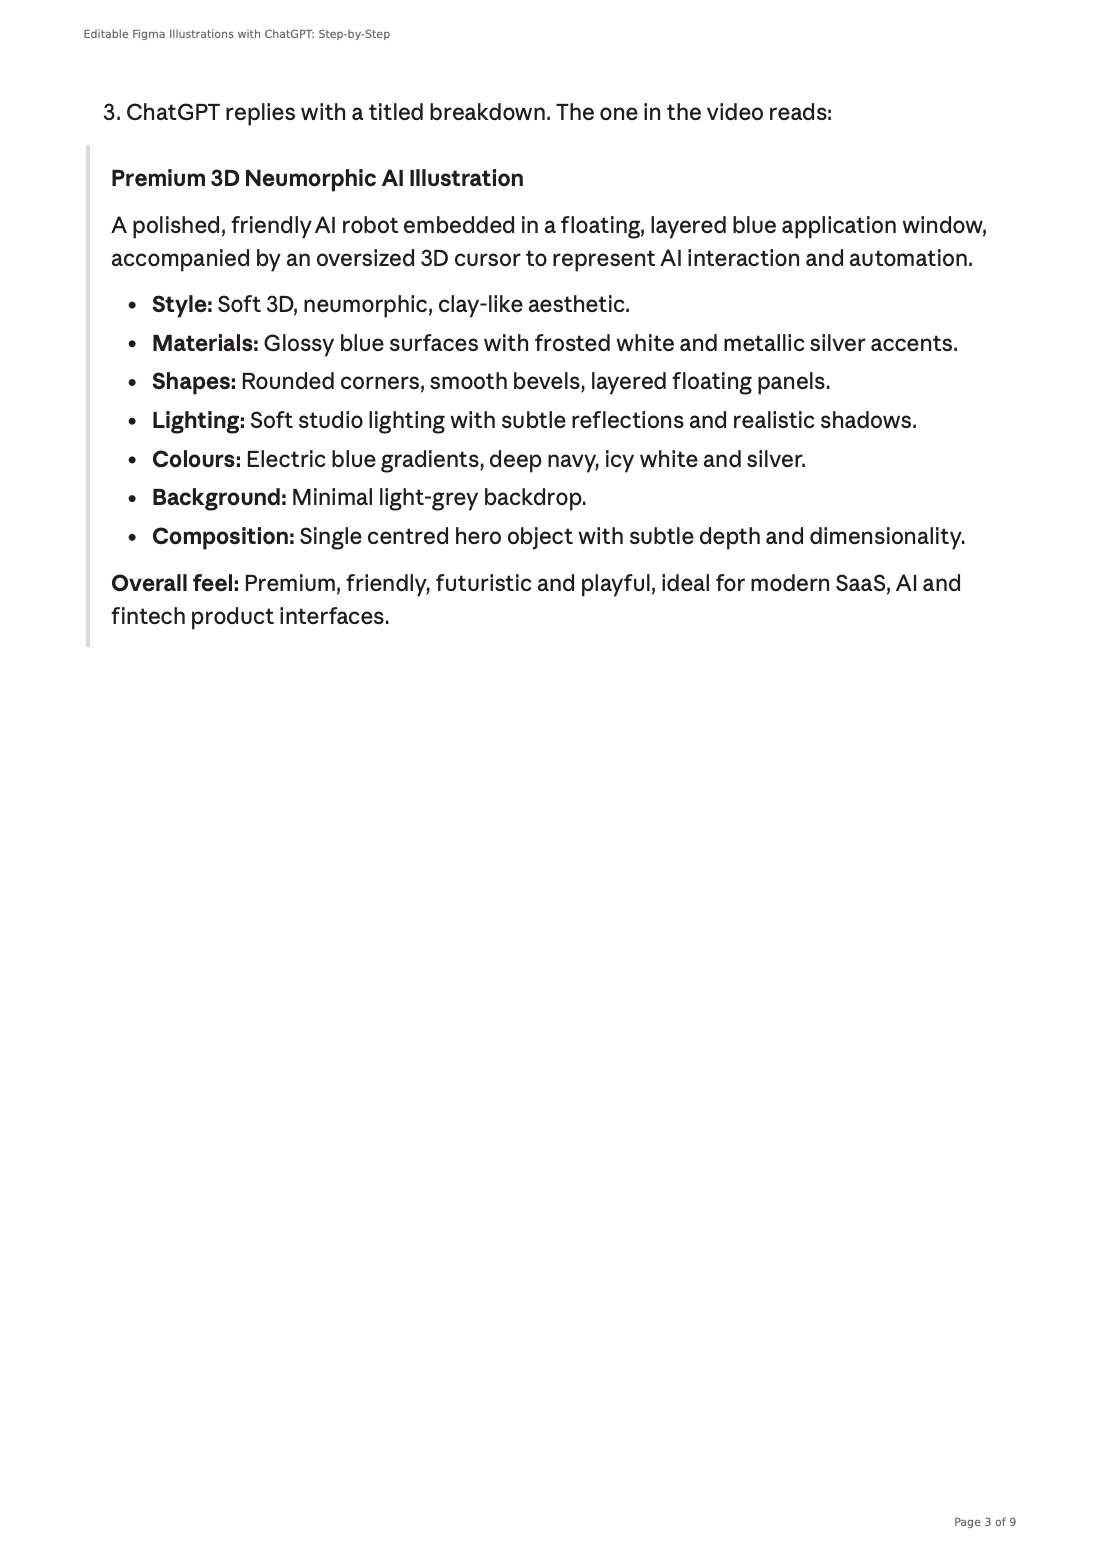 Editable Figma Illustrations with ChatGPT: Step-by-Step
3. ChatGPT replies with a titled breakdown. The one in the video reads:
Premium 3D Neumorphic AI Illustration
A polished, friendly AI robot embedded in a floating, layered blue application window,
accompanied by an oversized 3D cursor to represent AI interaction and automation.
• Style: Soft 3D, neumorphic, clay-like aesthetic.
• Materials: Glossy blue surfaces with frosted white and metallic silver accents.
• Shapes: Rounded corners, smooth bevels, layered floating panels.
• Lighting: Soft studio lighting with subtle reflections and realistic shadows.
• Colours: Electric blue gradients, deep navy, icy white and silver.
• Background: Minimal light-grey backdrop.
• Composition: Single centred hero object with subtle depth and dimensionality.
Overall feel: Premium, friendly, futuristic and playful, ideal for modern SaaS, AI and
fintech product interfaces.
Page 3 of 9